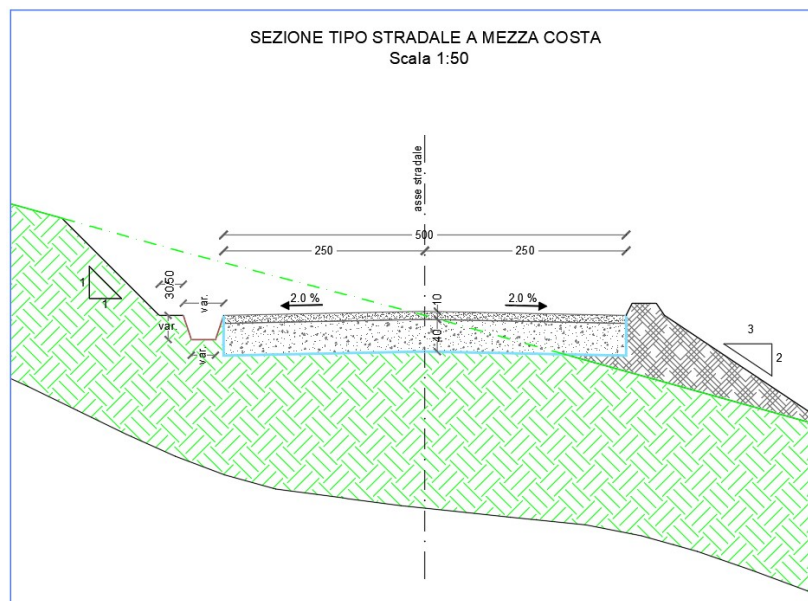 SEZIONE TIPO STRADALE A MEZZA COSTA
Scala 1:50
asse stradale
500
250
250
1
1
30/50
var.
var.
var.
2.0 %
2.0 %
10
40
3
2